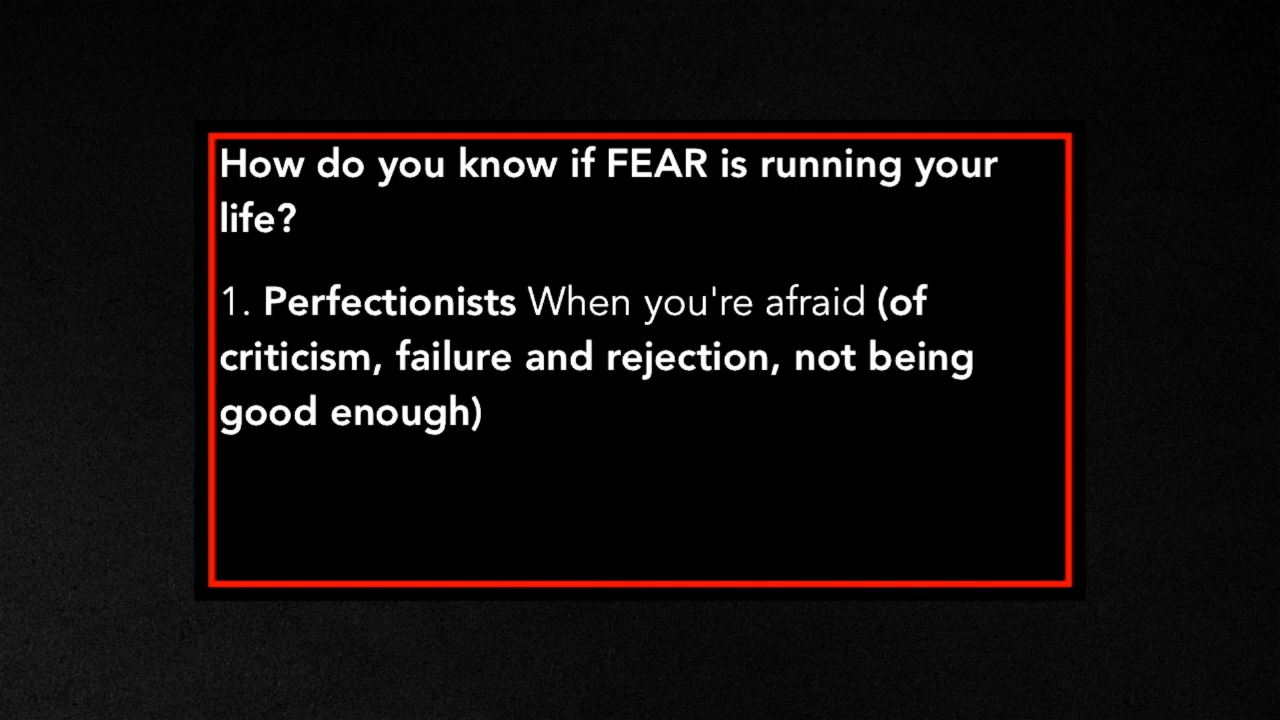 How do you know if FEAR is running your
life?
1. Perfectionists When you're afraid (of
criticism, failure and rejection, not being
good enough)